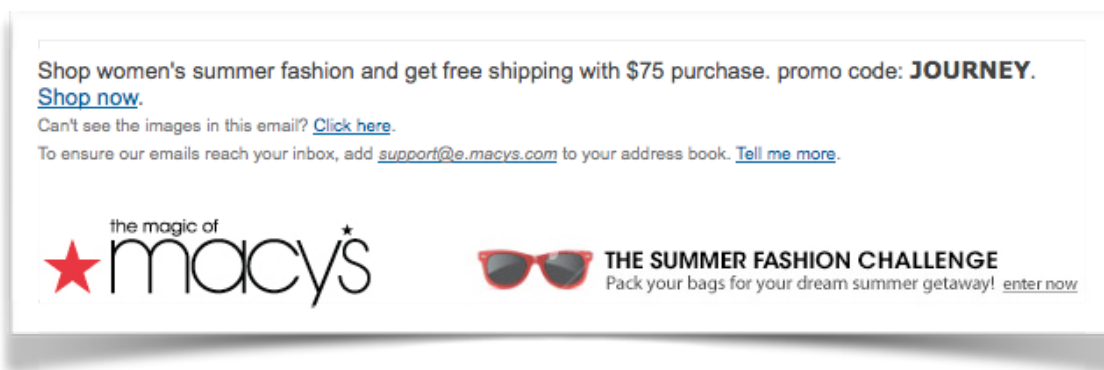 Shop women's summer fashion and get free shipping with $75 purchase. promo code: JOURNEY.
Shop now.
Can't see the images in this email? Click here.
To ensure our emails reach your inbox, add support@e.macys.com to your address book. Tell me more.
the magic of
macy's
THE SUMMER FASHION CHALLENGE
Pack your bags for your dream summer getaway! enter now